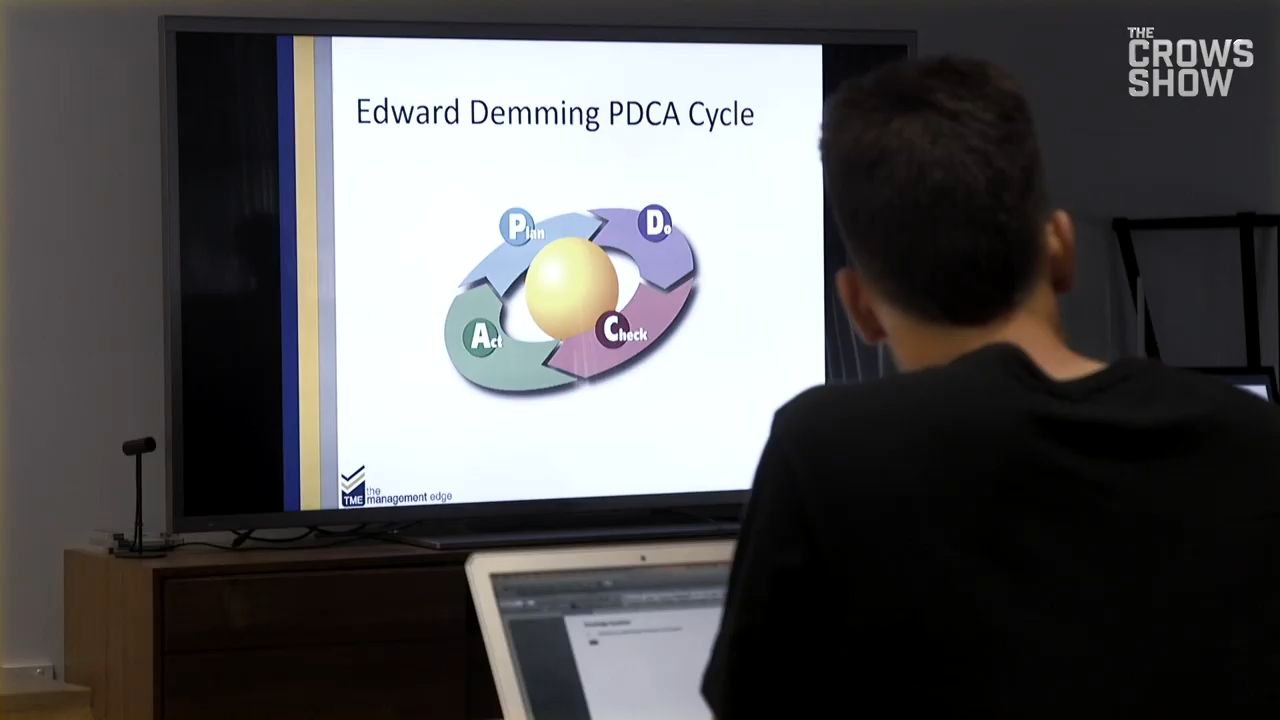 THE
CROWS
SHOW
Edward Demming PDCA Cycle
Plan
Do
Act
Check
TME
the
management edge